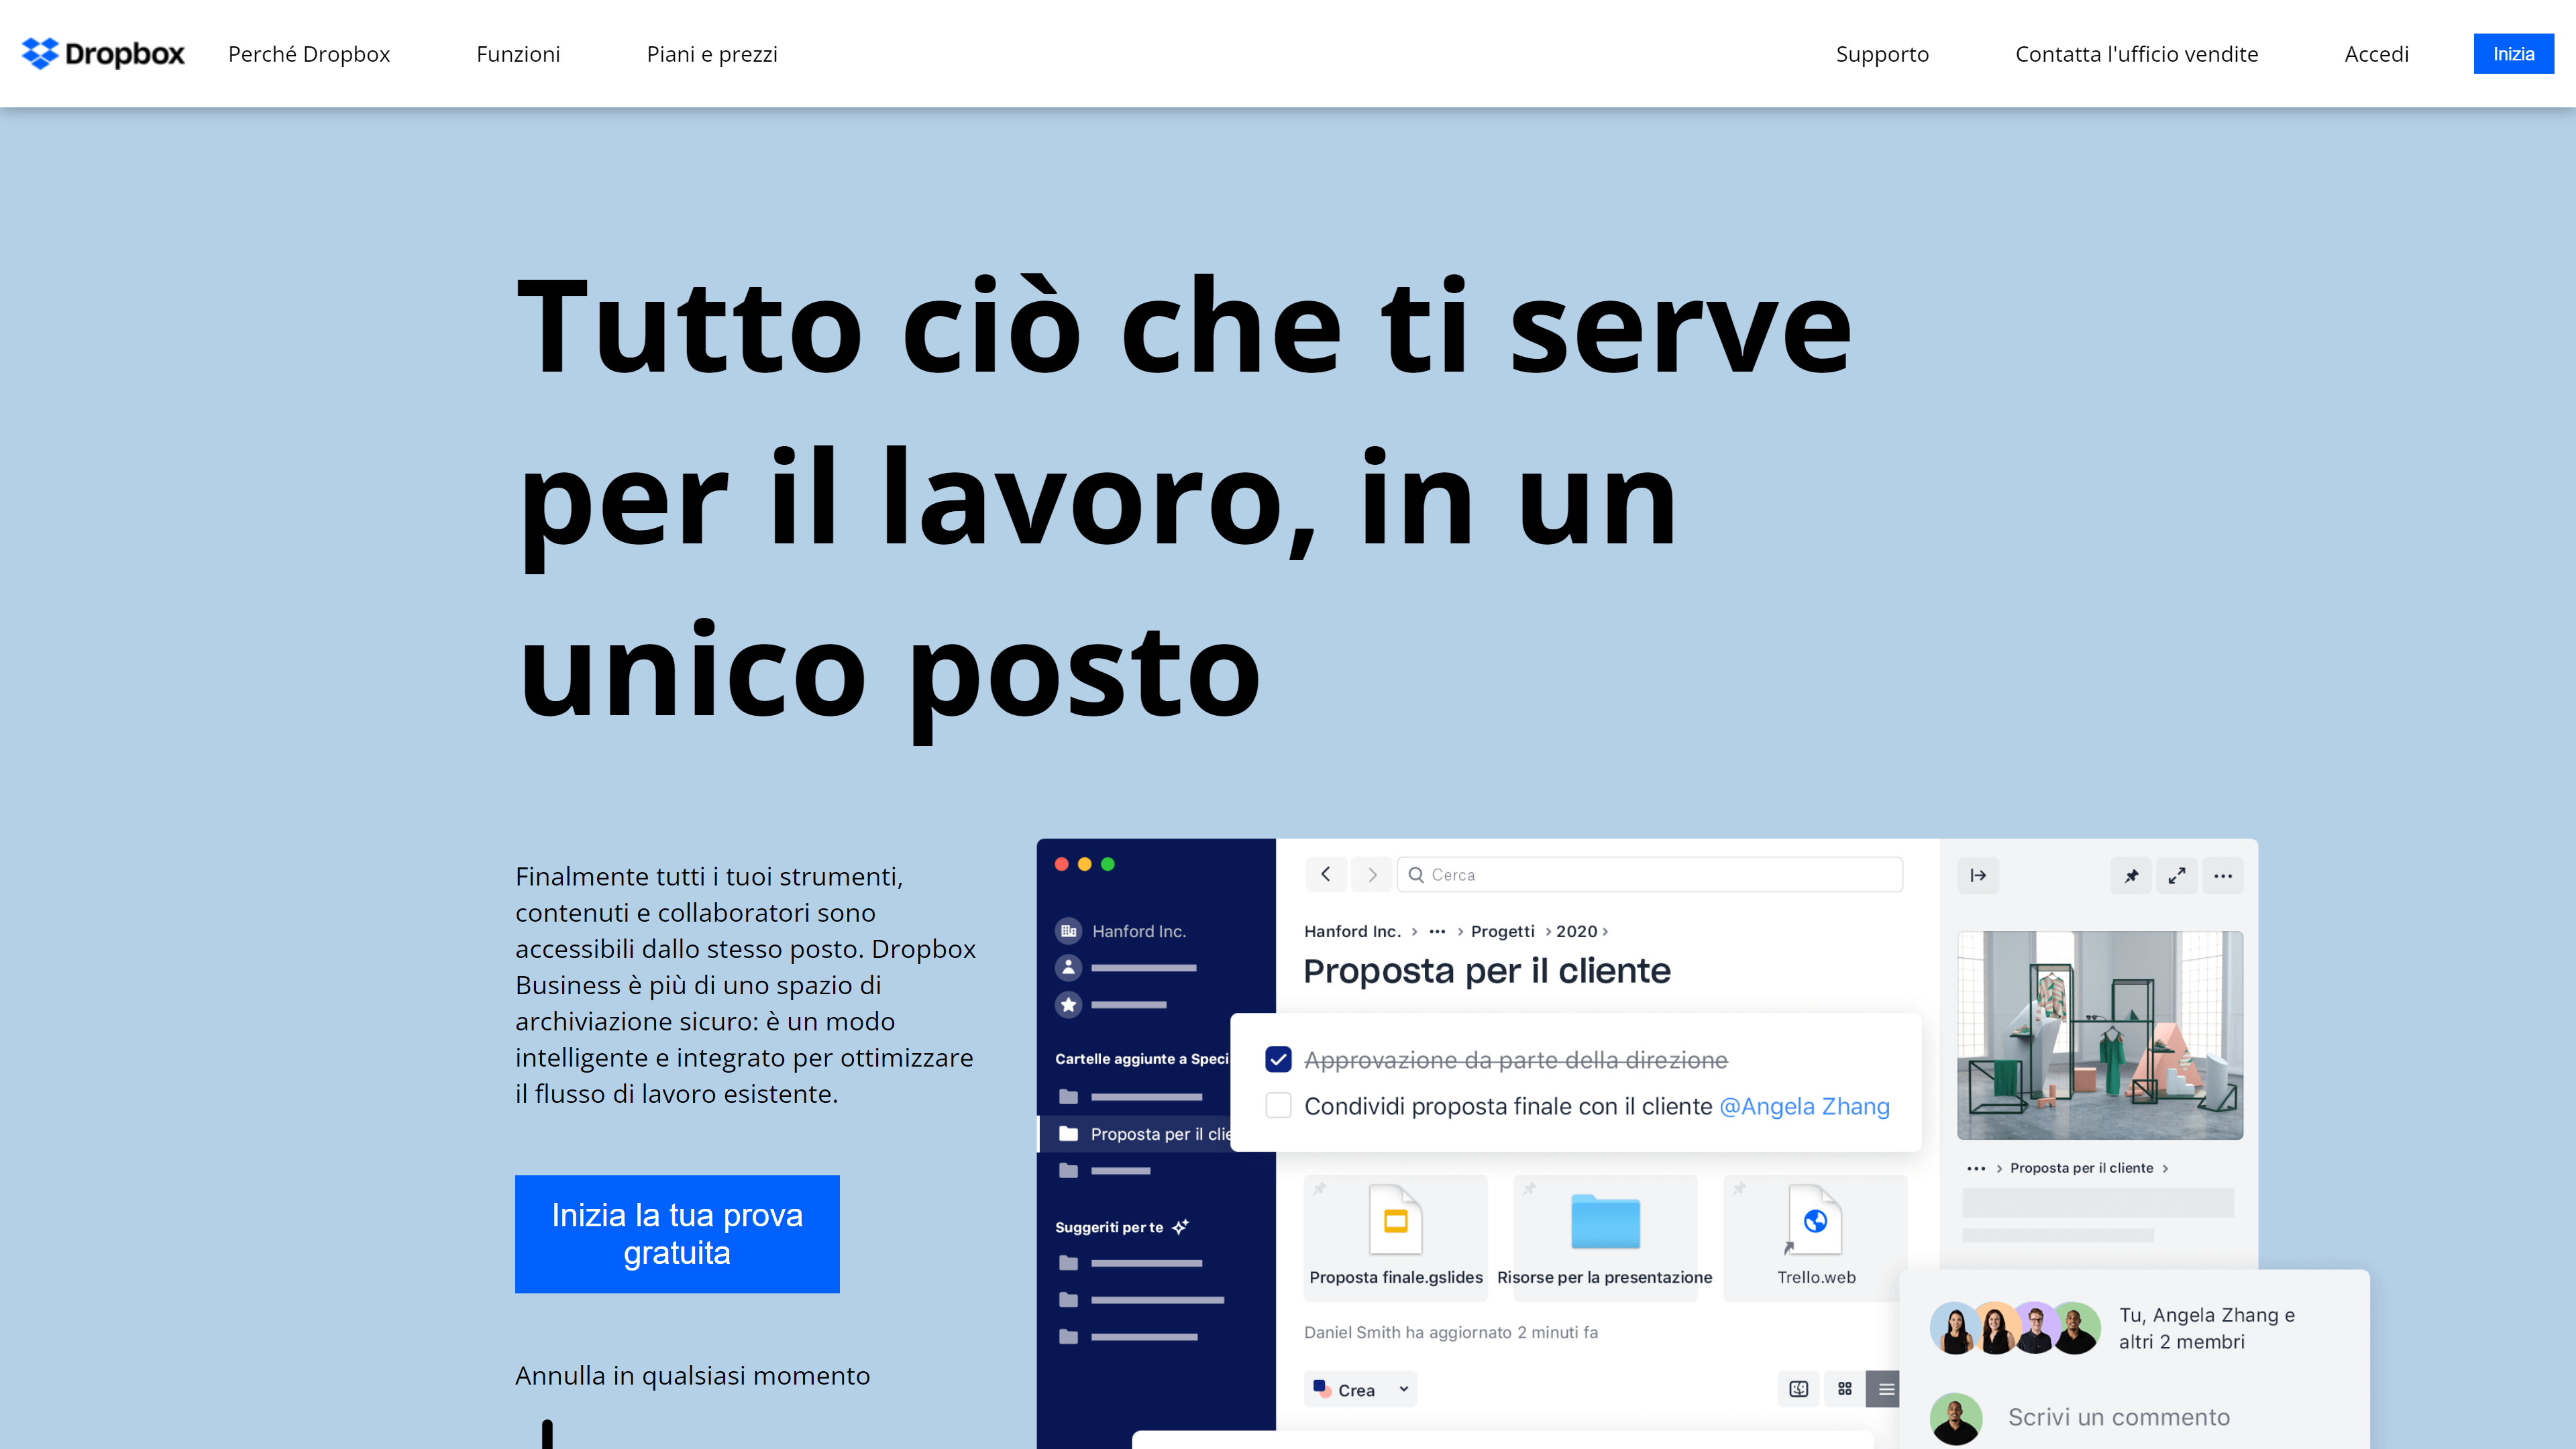 Dropbox
Perché Dropbox
Funzioni
Piani e prezzi
Supporto
Contatta l'ufficio vendite
Accedi
Inizia
Tutto ciò che ti serve
per il lavoro, in un
unico posto
Finalmente tutti i tuoi strumenti,
contenuti e collaboratori sono
accessibili dallo stesso posto. Dropbox
Business è più di uno spazio di
archiviazione sicuro: è un modo
intelligente e integrato per ottimizzare
il flusso di lavoro esistente.
Inizia la tua prova
gratuita
Annulla in qualsiasi momento
Hanford Inc.
Cartelle aggiunte a Speci
Proposta per il clie
Suggeriti per te
Cerca
Hanford Inc. > ··· > Progetti > 2020 >
Proposta per il cliente
Approvazione da parte della direzione
Condividi proposta finale con il cliente @Angela Zhang
Proposta finale.gslides
Risorse per la presentazione
Trello.web
Daniel Smith ha aggiornato 2 minuti fa
Crea
··· > Proposta per il cliente >
Tu, Angela Zhang e
altri 2 membri
Scrivi un commento